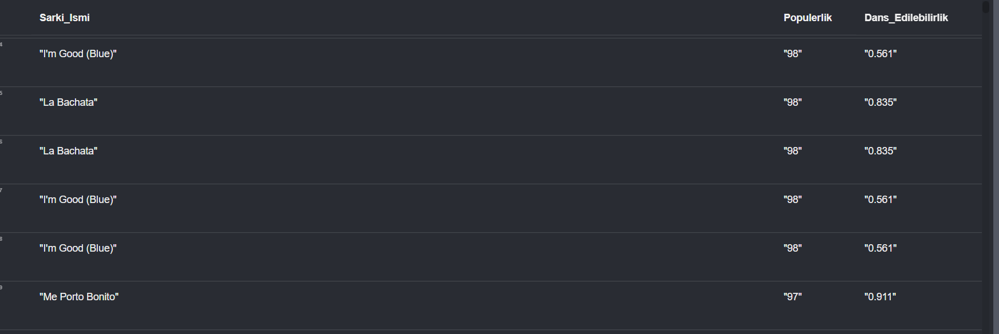 Sarki_Ismi Populerlik Dans_Edilebilirlik
4
"I'm Good (Blue)" "98" "0.561"
5
"La Bachata" "98" "0.835"
6
"La Bachata" "98" "0.835"
7
"I'm Good (Blue)" "98" "0.561"
8
"I'm Good (Blue)" "98" "0.561"
9
"Me Porto Bonito" "97" "0.911"